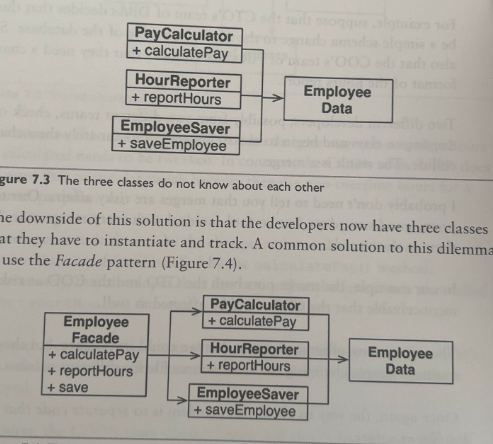 PayCalculator
+ calculatePay
HourReporter
+ reportHours
EmployeeSaver
+ saveEmployee
Employee
Data
gure 7.3 The three classes do not know about each other
ne downside of this solution is that the developers now have three classes
at they have to instantiate and track. A common solution to this dilemma
use the Facade pattern (Figure 7.4).
Employee
Facade
+ calculatePay
+ reportHours
+ save
PayCalculator
+ calculatePay
HourReporter
+ reportHours
EmployeeSaver
+ saveEmployee
Employee
Data